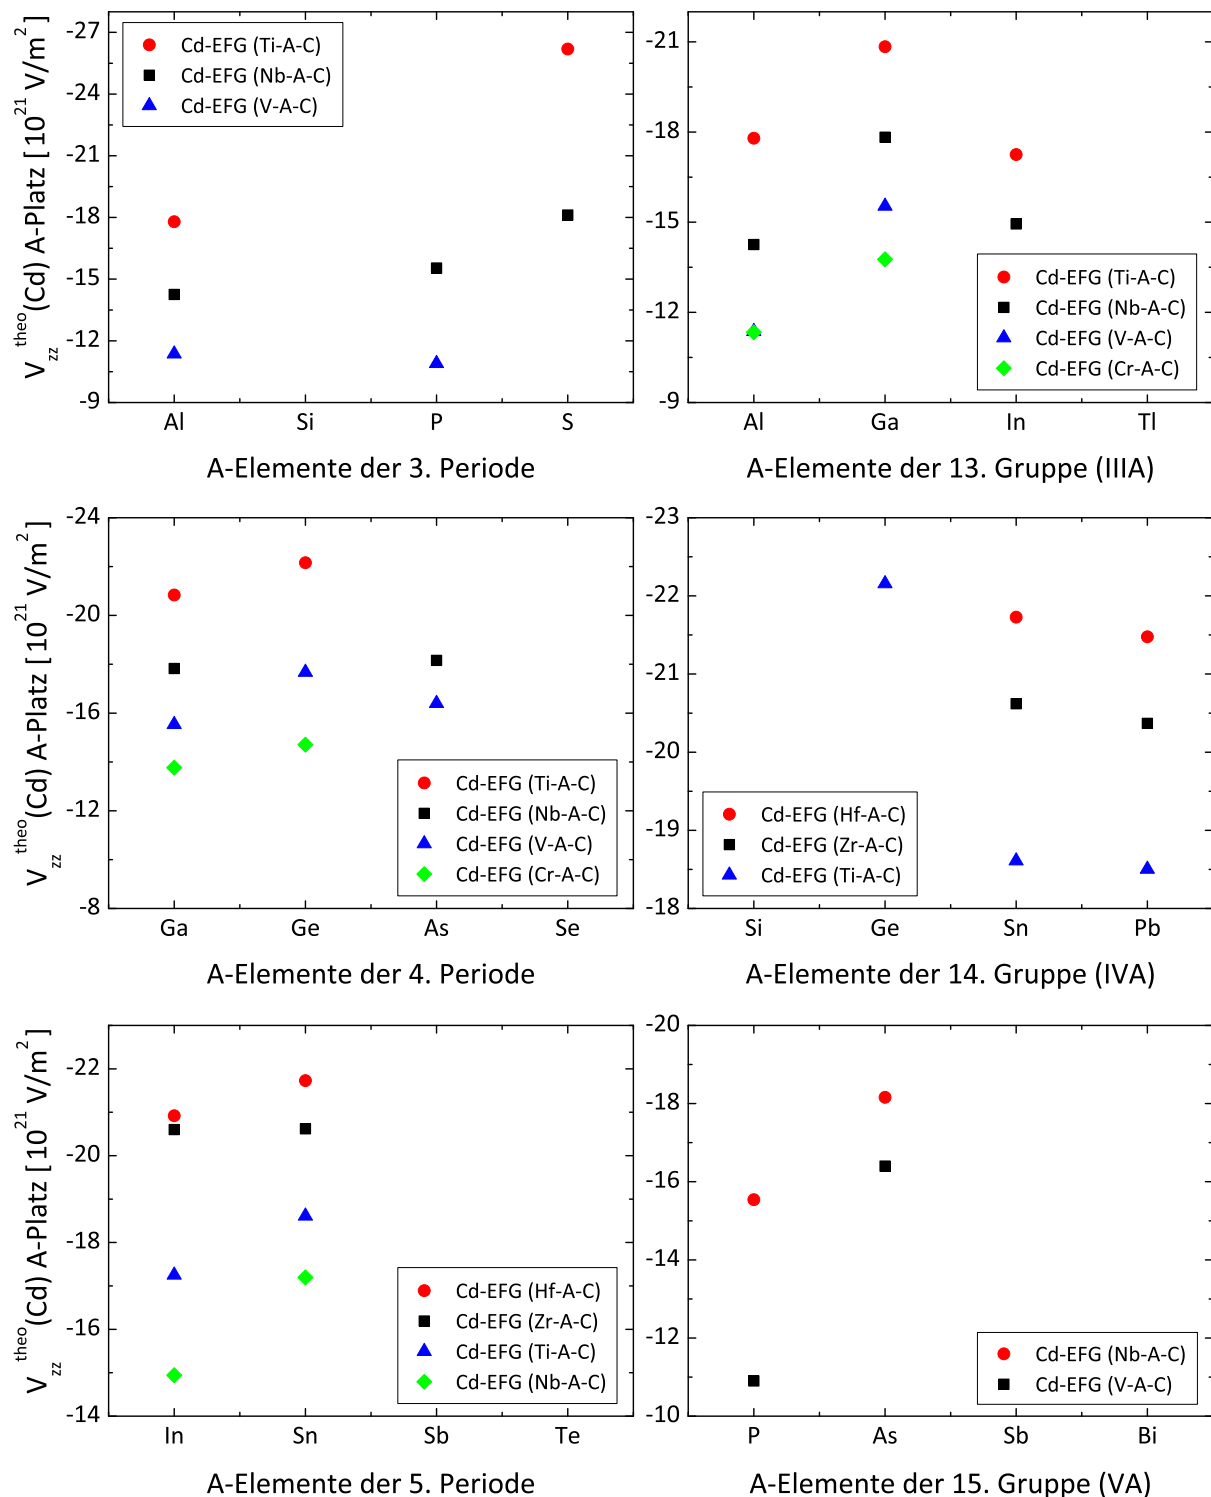 V_zz^theo(Cd) A-Platz [10^21 V/m^2]
-27
-24
-21
-18
-15
-12
-9
Cd-EFG (Ti-A-C)
Cd-EFG (Nb-A-C)
Cd-EFG (V-A-C)
Al Si P S
A-Elemente der 3. Periode
-21
-18
-15
-12
-9
Cd-EFG (Ti-A-C)
Cd-EFG (Nb-A-C)
Cd-EFG (V-A-C)
Cd-EFG (Cr-A-C)
Al Ga In Tl
A-Elemente der 13. Gruppe (IIIA)
V_zz^theo(Cd) A-Platz [10^21 V/m^2]
-24
-20
-16
-12
-8
Cd-EFG (Ti-A-C)
Cd-EFG (Nb-A-C)
Cd-EFG (V-A-C)
Cd-EFG (Cr-A-C)
Ga Ge As Se
A-Elemente der 4. Periode
-23
-22
-21
-20
-19
-18
Cd-EFG (Hf-A-C)
Cd-EFG (Zr-A-C)
Cd-EFG (Ti-A-C)
Si Ge Sn Pb
A-Elemente der 14. Gruppe (IVA)
V_zz^theo(Cd) A-Platz [10^21 V/m^2]
-22
-20
-18
-16
-14
Cd-EFG (Hf-A-C)
Cd-EFG (Zr-A-C)
Cd-EFG (Ti-A-C)
Cd-EFG (Nb-A-C)
In Sn Sb Te
A-Elemente der 5. Periode
-20
-18
-16
-14
-12
-10
Cd-EFG (Nb-A-C)
Cd-EFG (V-A-C)
P As Sb Bi
A-Elemente der 15. Gruppe (VA)